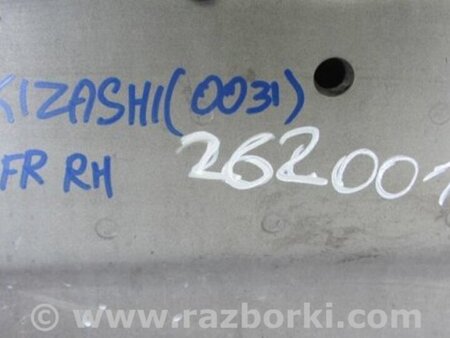 KIZASHI (0031)
FR RH 262001
© www.razborki.com